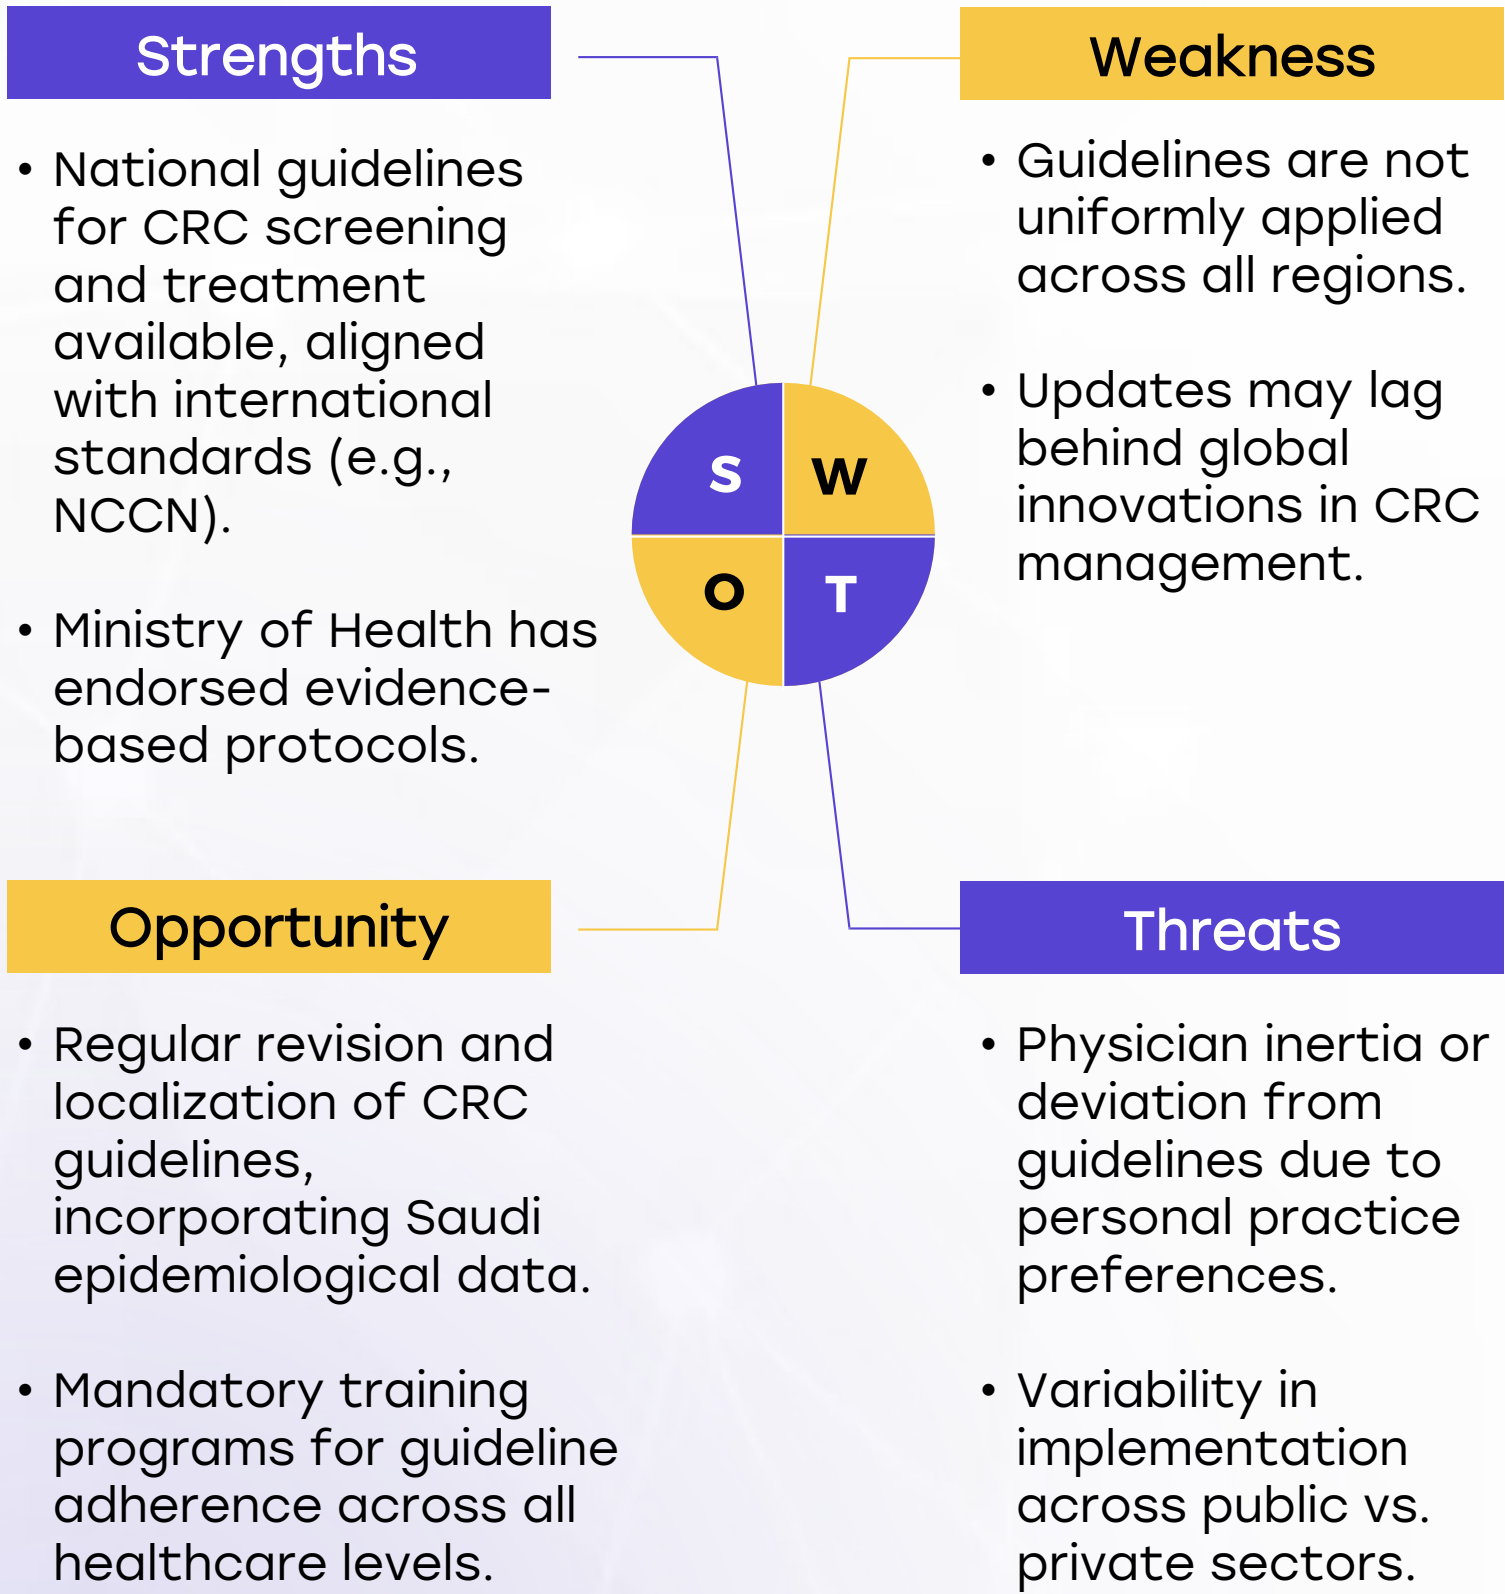 Strengths
• National guidelines
for CRC screening
and treatment
available, aligned
with international
standards (e.g.,
NCCN).
• Ministry of Health has
endorsed evidence-
based protocols.
Weakness
• Guidelines are not
uniformly applied
across all regions.
• Updates may lag
behind global
innovations in CRC
management.
S
W
O
T
Opportunity
• Regular revision and
localization of CRC
guidelines,
incorporating Saudi
epidemiological data.
• Mandatory training
programs for guideline
adherence across all
healthcare levels.
Threats
• Physician inertia or
deviation from
guidelines due to
personal practice
preferences.
• Variability in
implementation
across public vs.
private sectors.